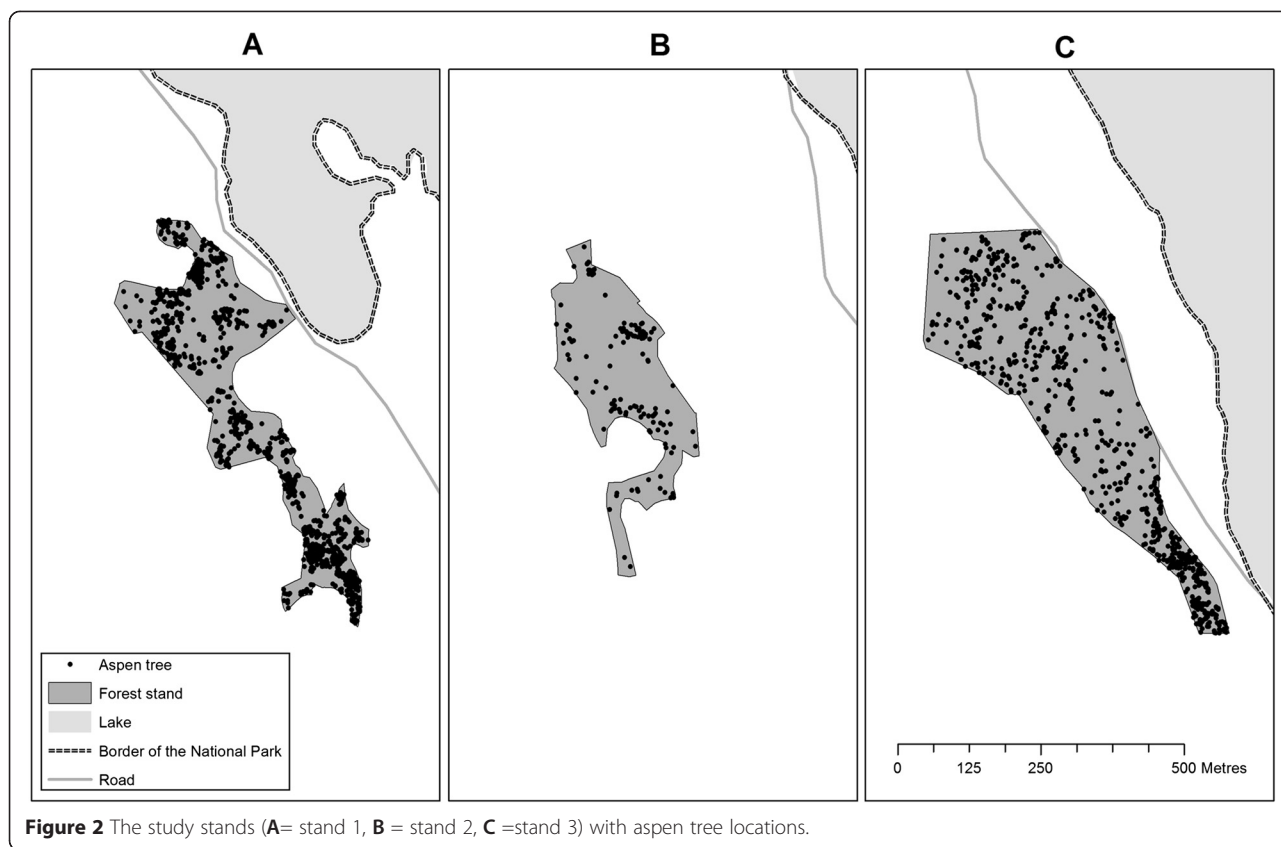 A
B
C
Aspen tree
Forest stand
Lake
Border of the National Park
Road
0 125 250 500 Metres
Figure 2 The study stands (A= stand 1, B = stand 2, C =stand 3) with aspen tree locations.